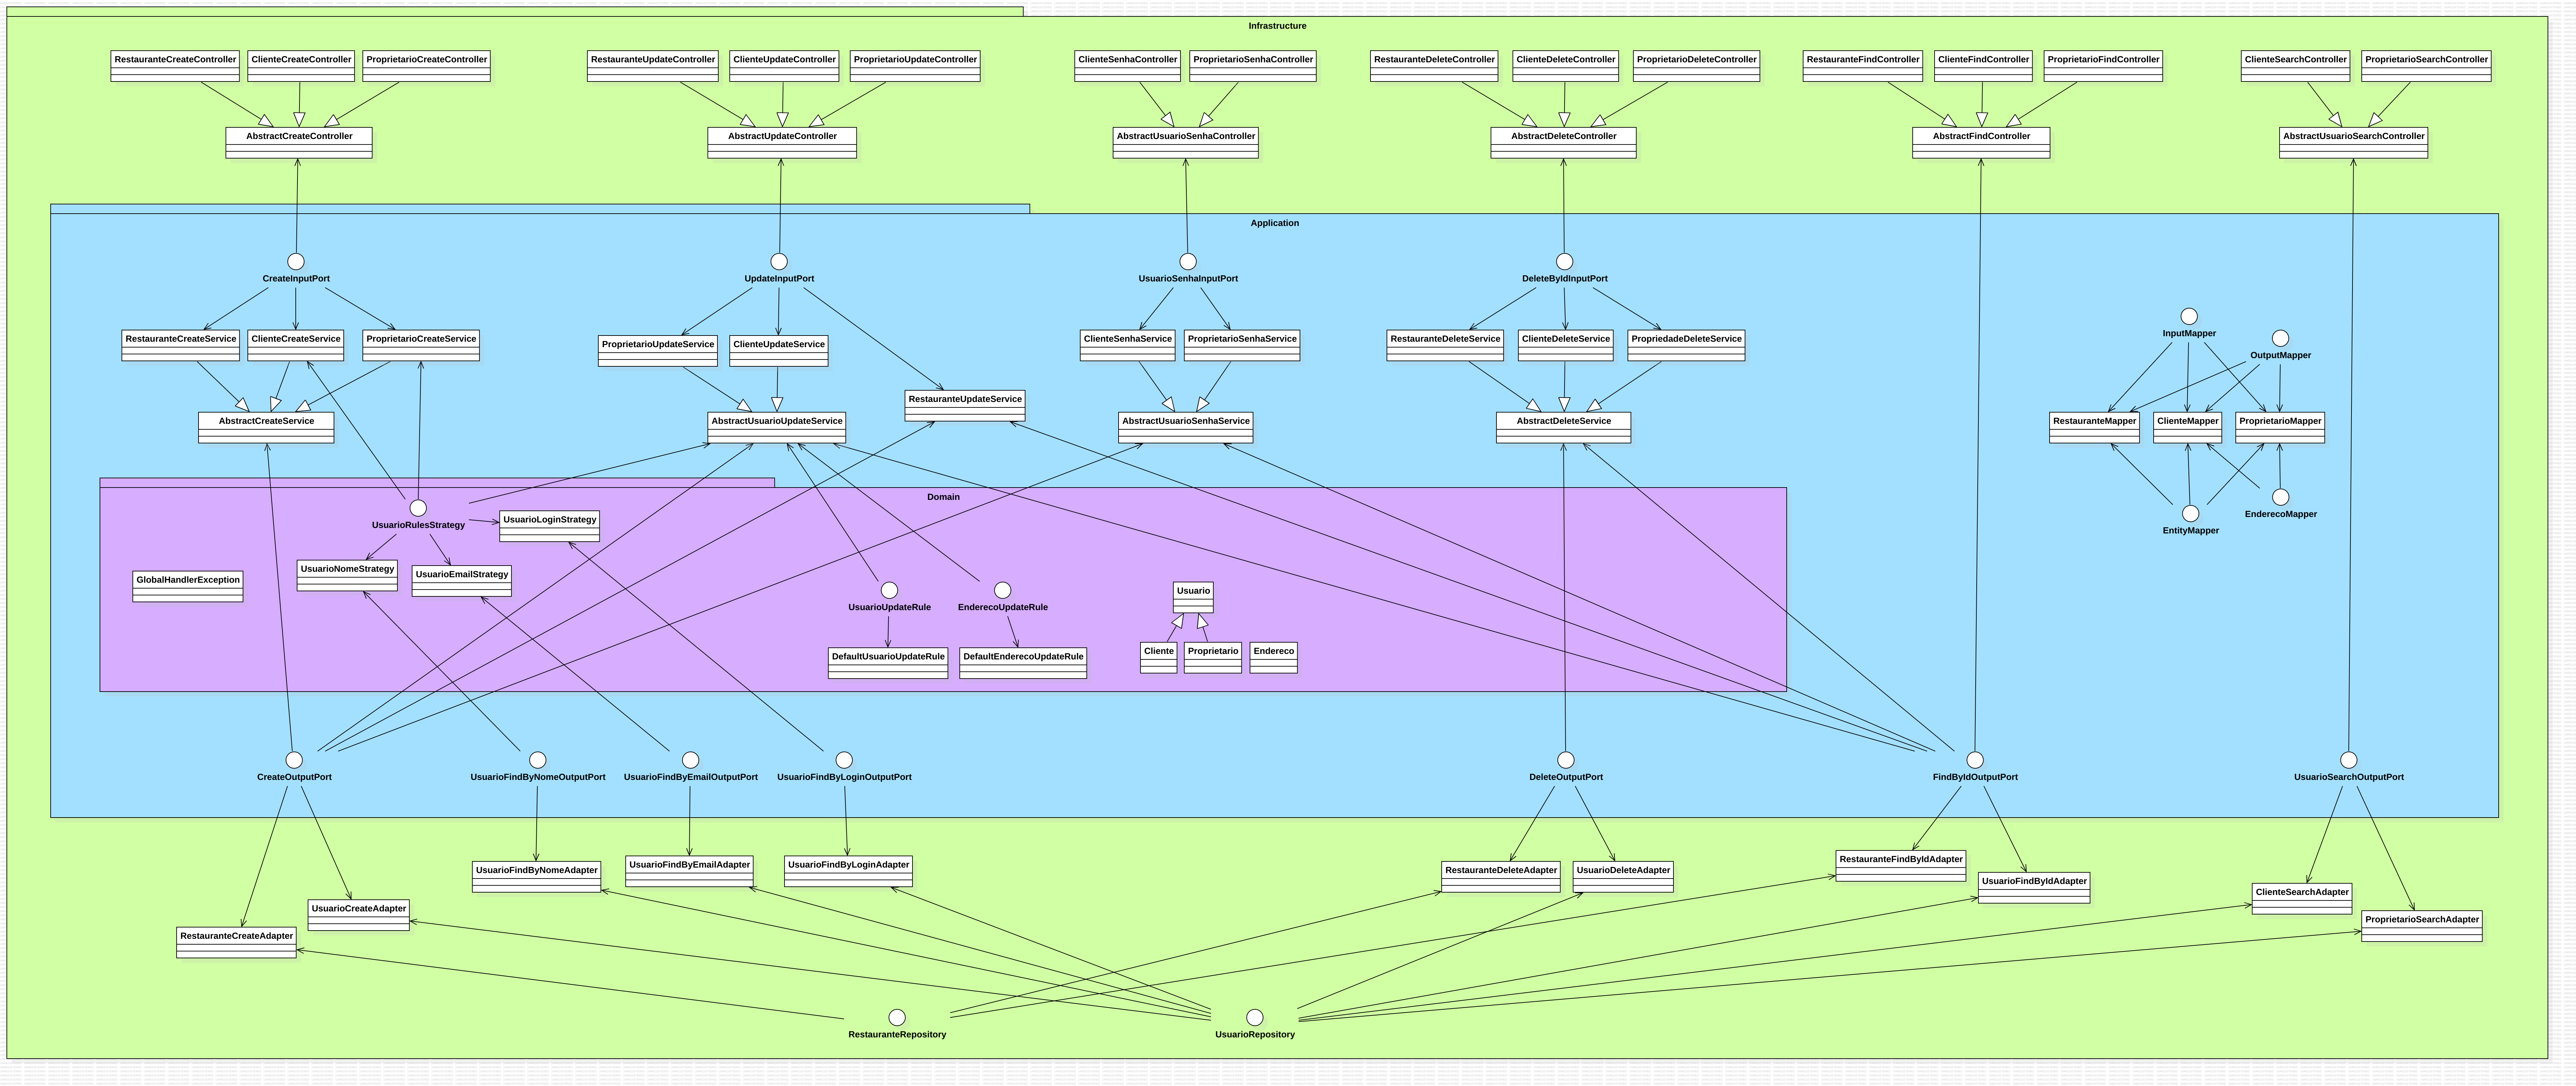 Infrastructure
RestauranteCreateController
ClienteCreateController
ProprietarioCreateController
RestauranteUpdateController
ClienteUpdateController
ProprietarioUpdateController
ClienteSenhaController
ProprietarioSenhaController
RestauranteDeleteController
ClienteDeleteController
ProprietarioDeleteController
RestauranteFindController
ClienteFindController
ProprietarioFindController
ClienteSearchController
ProprietarioSearchController
AbstractCreateController
AbstractUpdateController
AbstractUsuarioSenhaController
AbstractDeleteController
AbstractFindController
AbstractUsuarioSearchController
Application
CreateInputPort
UpdateInputPort
UsuarioSenhaInputPort
DeleteByIdInputPort
InputMapper
OutputMapper
RestauranteCreateService
ClienteCreateService
ProprietarioCreateService
ProprietarioUpdateService
ClienteUpdateService
ClienteSenhaService
ProprietarioSenhaService
RestauranteDeleteService
ClienteDeleteService
PropriedadeDeleteService
RestauranteUpdateService
AbstractCreateService
AbstractUsuarioUpdateService
AbstractUsuarioSenhaService
AbstractDeleteService
RestauranteMapper
ClienteMapper
ProprietarioMapper
Domain
UsuarioRulesStrategy
UsuarioLoginStrategy
EnderecoMapper
EntityMapper
UsuarioNomeStrategy
UsuarioEmailStrategy
GlobalHandlerException
Usuario
UsuarioUpdateRule
EnderecoUpdateRule
DefaultUsuarioUpdateRule
DefaultEnderecoUpdateRule
Cliente
Proprietario
Endereco
CreateOutputPort
UsuarioFindByNomeOutputPort
UsuarioFindByEmailOutputPort
UsuarioFindByLoginOutputPort
DeleteOutputPort
FindByIdOutputPort
UsuarioSearchOutputPort
UsuarioFindByNomeAdapter
UsuarioFindByEmailAdapter
UsuarioFindByLoginAdapter
RestauranteDeleteAdapter
UsuarioDeleteAdapter
RestauranteFindByIdAdapter
UsuarioFindByIdAdapter
ClienteSearchAdapter
ProprietarioSearchAdapter
UsuarioCreateAdapter
RestauranteCreateAdapter
RestauranteRepository
UsuarioRepository